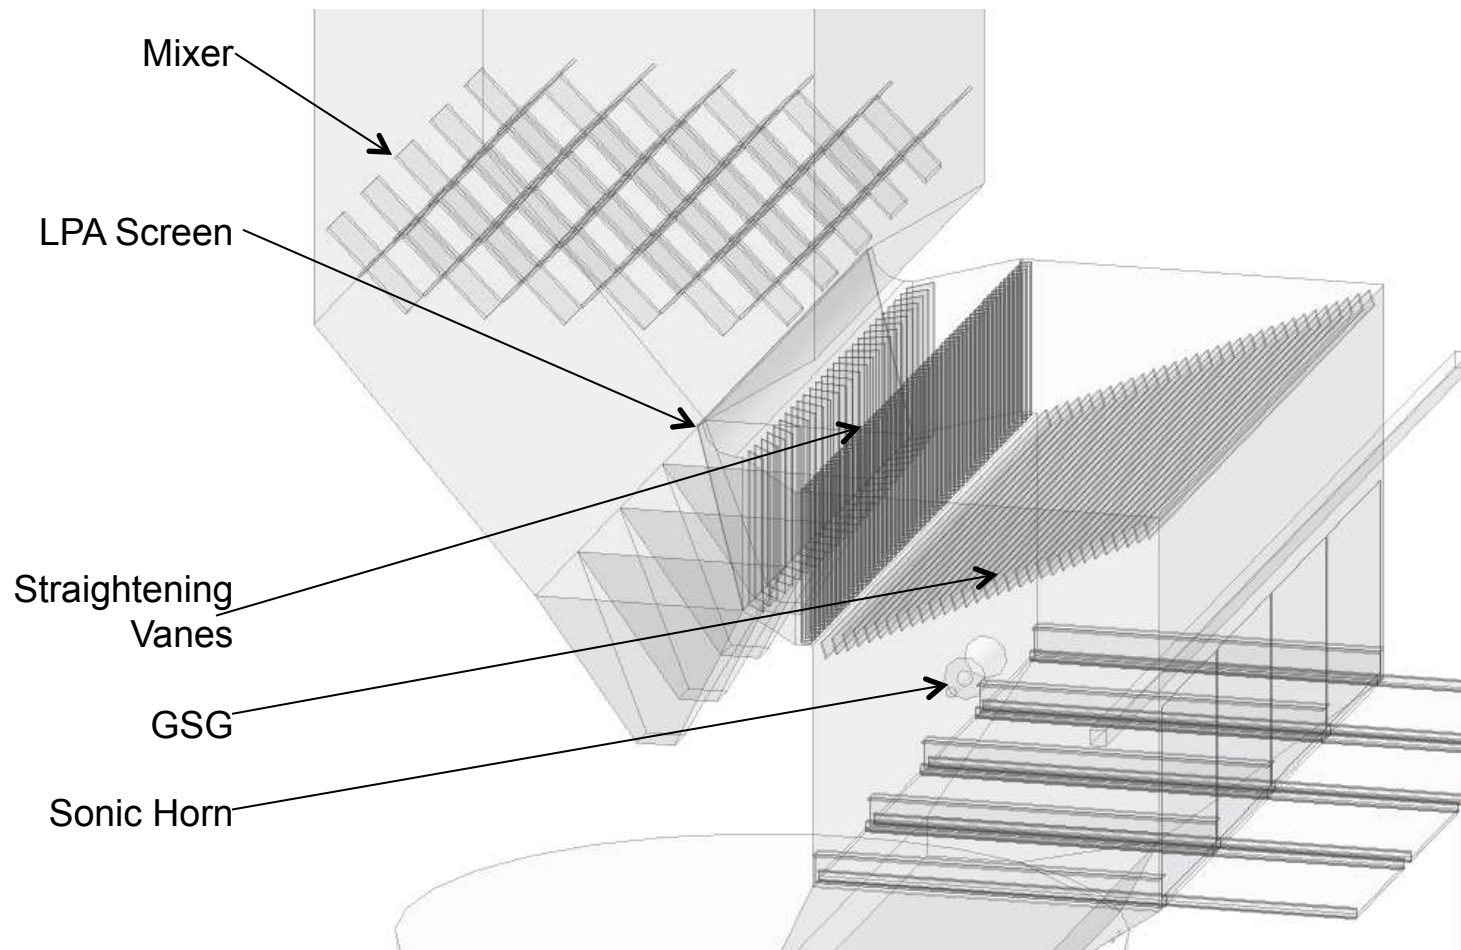 Mixer
LPA Screen
Straightening
Vanes
GSG
Sonic Horn